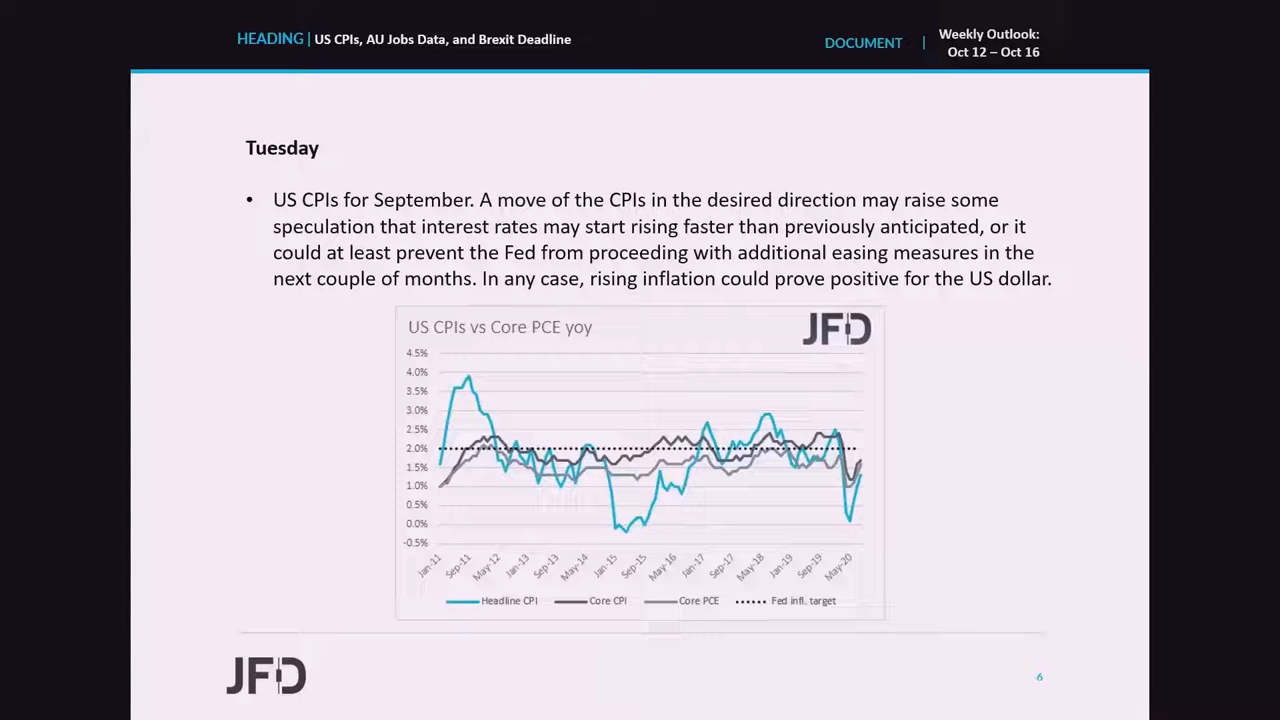 HEADING | US CPIs, AU Jobs Data, and Brexit Deadline
DOCUMENT | Weekly Outlook:
Oct 12 – Oct 16
Tuesday
• US CPIs for September. A move of the CPIs in the desired direction may raise some
speculation that interest rates may start rising faster than previously anticipated, or it
could at least prevent the Fed from proceeding with additional easing measures in the
next couple of months. In any case, rising inflation could prove positive for the US dollar.
US CPIs vs Core PCE yoy
JFD
4.5%
4.0%
3.5%
3.0%
2.5%
2.0%
1.5%
1.0%
0.5%
0.0%
-0.5%
Jan-11 Sep-11 May-12 Jan-13 Sep-13 May-14 Jan-15 Sep-15 May-16 Jan-17 Sep-17 May-18 Jan-19 Sep-19 May-20
Headline CPI Core CPI Core PCE Fed infl. target
JFD
6